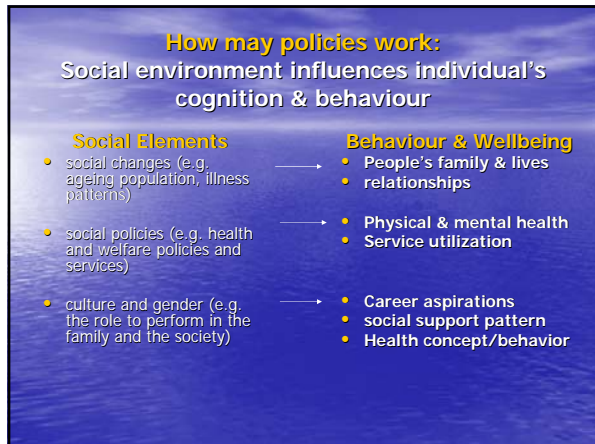 How may policies work:
Social environment influences individual's
cognition & behaviour
Social Elements
• social changes (e.g.
ageing population, illness
patterns)
• social policies (e.g. health
and welfare policies and
services)
• culture and gender (e.g.
the role to perform in the
family and the society)
Behaviour & Wellbeing
• People's family & lives
• relationships
• Physical & mental health
• Service utilization
• Career aspirations
• social support pattern
• Health concept/behavior